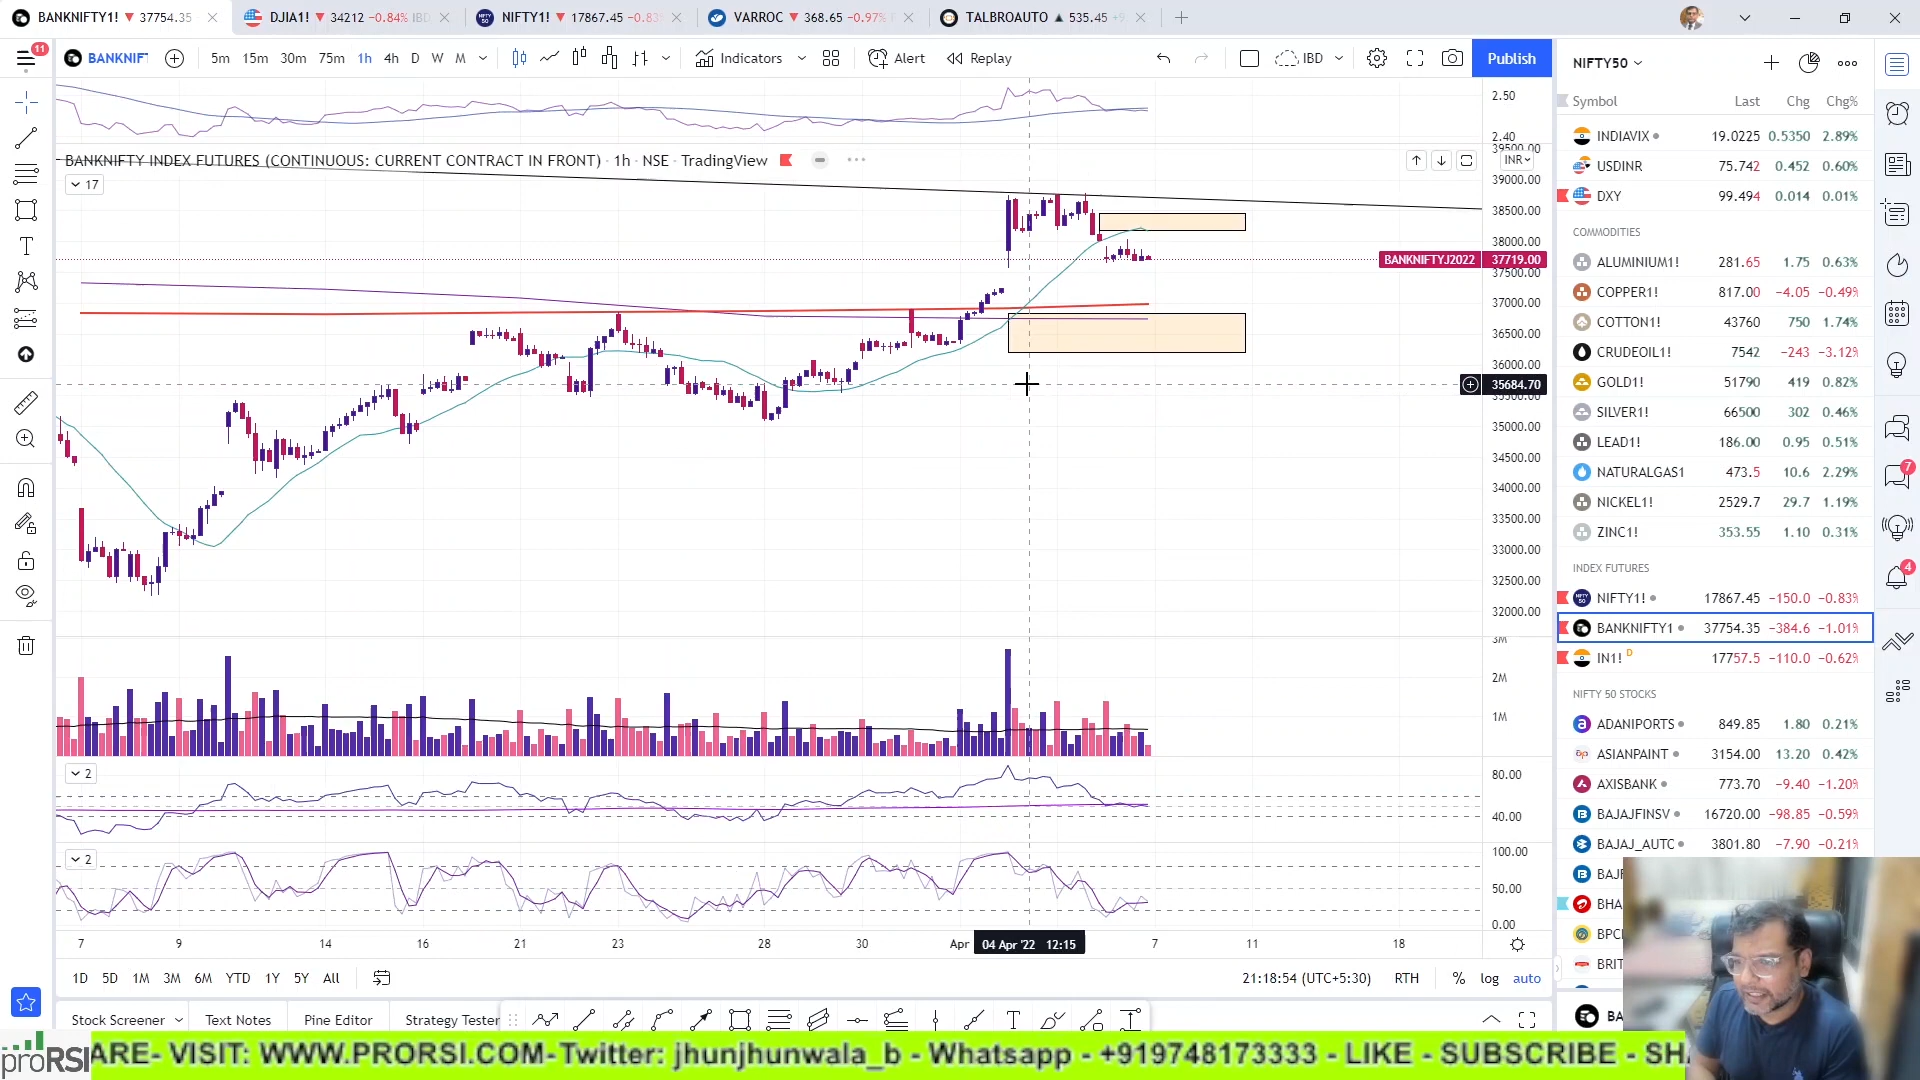 BANKNIFTY1! ▼ 37754.35
DJIA1! ▼ 34212 −0.84% IBD
NIFTY1! ▼ 17867.45 −0.83%
VARROC ▼ 368.65 −0.97%
TALBROAUTO ▲ 535.45
11
BANKNIFT
5m 15m 30m 75m 1h 4h D W M
Indicators
Alert
Replay
IBD
Publish
2.50
2.40
BANKNIFTY INDEX FUTURES (CONTINUOUS: CURRENT CONTRACT IN FRONT) · 1h · NSE · TradingView
INR
17
39500.00
39000.00
38500.00
38000.00
BANKNIFTYJ2022 37719.00
37500.00
37000.00
36500.00
36000.00
35684.70
35500.00
35000.00
34500.00
34000.00
33500.00
33000.00
32500.00
32000.00
3M
2M
1M
2
80.00
40.00
2
100.00
50.00
0.00
7 9 14 16 21 23 28 30 Apr 04 Apr '22 12:15 7 11 18
1D 5D 1M 3M 6M YTD 1Y 5Y All
21:18:54 (UTC+5:30) RTH % log auto
Stock Screener Text Notes Pine Editor Strategy Tester
NIFTY50
Symbol Last Chg Chg%
INDIAVIX 19.0225 0.5350 2.89%
USDINR 75.742 0.452 0.60%
DXY 99.494 0.014 0.01%
COMMODITIES
ALUMINIUM1! 281.65 1.75 0.63%
COPPER1! 817.00 −4.05 −0.49%
COTTON1! 43760 750 1.74%
CRUDEOIL1! 7542 −243 −3.12%
GOLD1! 51790 419 0.82%
SILVER1! 66500 302 0.46%
LEAD1! 186.00 0.95 0.51%
NATURALGAS1 473.5 10.6 2.29%
NICKEL1! 2529.7 29.7 1.19%
ZINC1! 353.55 1.10 0.31%
INDEX FUTURES
NIFTY1! 17867.45 −150.0 −0.83%
BANKNIFTY1 37754.35 −384.6 −1.01%
IN1! D 17757.5 −110.0 −0.62%
NIFTY 50 STOCKS
ADANIPORTS 849.85 1.80 0.21%
ASIANPAINT 3154.00 13.20 0.42%
AXISBANK 773.70 −9.40 −1.20%
BAJAJFINSV 16720.00 −98.85 −0.59%
BAJAJ_AUTC 3801.80 −7.90 −0.21%
BHA
BPCI
BRIT
BA
7
4
proRSI
ARE- VISIT: WWW.PRORSI.COM-Twitter: jhunjhunwala_b - Whatsapp - +919748173333 - LIKE - SUBSCRIBE - SHA